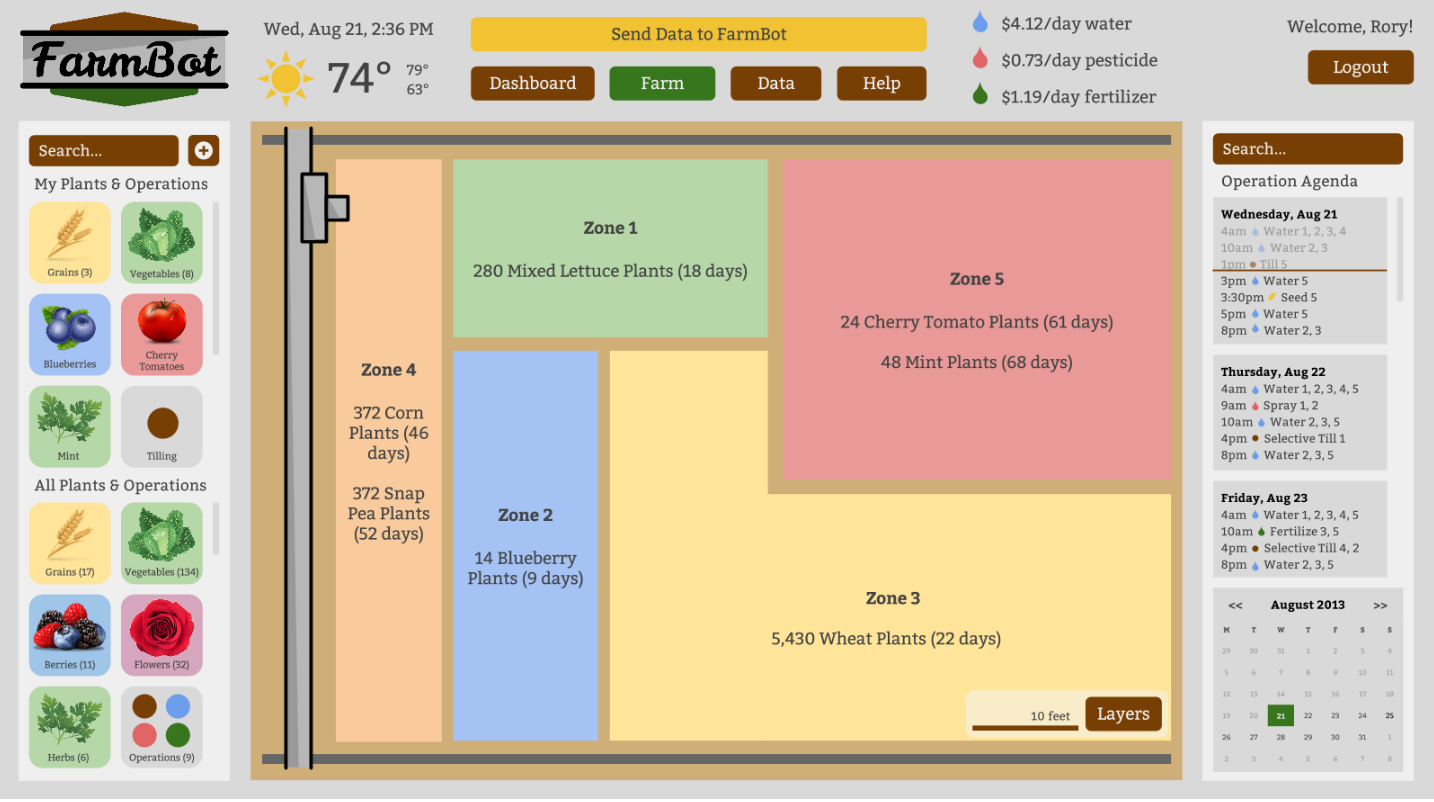 FarmBot
Wed, Aug 21, 2:36 PM
74°
79°
63°
Send Data to FarmBot
Dashboard
Farm
Data
Help
$4.12/day water
$0.73/day pesticide
$1.19/day fertilizer
Welcome, Rory!
Logout
Search...
My Plants & Operations
Grains (3)
Vegetables (8)
Blueberries
Cherry
Tomatoes
Mint
Tilling
All Plants & Operations
Grains (17)
Vegetables (134)
Berries (11)
Flowers (32)
Herbs (6)
Operations (9)
Zone 4
372 Corn
Plants (46
days)
372 Snap
Pea Plants
(52 days)
Zone 1
280 Mixed Lettuce Plants (18 days)
Zone 2
14 Blueberry
Plants (9 days)
Zone 5
24 Cherry Tomato Plants (61 days)
48 Mint Plants (68 days)
Zone 3
5,430 Wheat Plants (22 days)
10 feet
Layers
Search...
Operation Agenda
Wednesday, Aug 21
4am Water 1, 2, 3, 4
10am Water 2, 3
1pm Till 5
3pm Water 5
3:30pm Seed 5
5pm Water 5
8pm Water 2, 3
Thursday, Aug 22
4am Water 1, 2, 3, 4, 5
9am Spray 1, 2
10am Water 2, 3, 5
4pm Selective Till 1
8pm Water 2, 3, 5
Friday, Aug 23
4am Water 1, 2, 3, 4, 5
10am Fertilize 3, 5
4pm Selective Till 4, 2
8pm Water 2, 3, 5
<< August 2013 >>
M T W T F S S
29 30 31 1 2 3 4
5 6 7 8 9 10 11
12 13 14 15 16 17 18
19 20 21 22 23 24 25
26 27 28 29 30 31 1
2 3 4 5 6 7 8